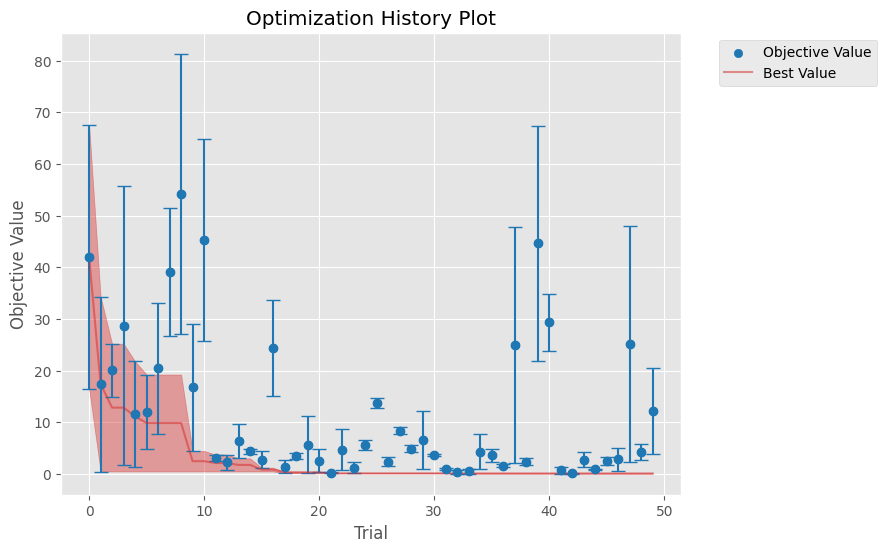 Optimization History Plot
Objective Value
Best Value
Objective Value
80
70
60
50
40
30
20
10
0
0 10 20 30 40 50
Trial